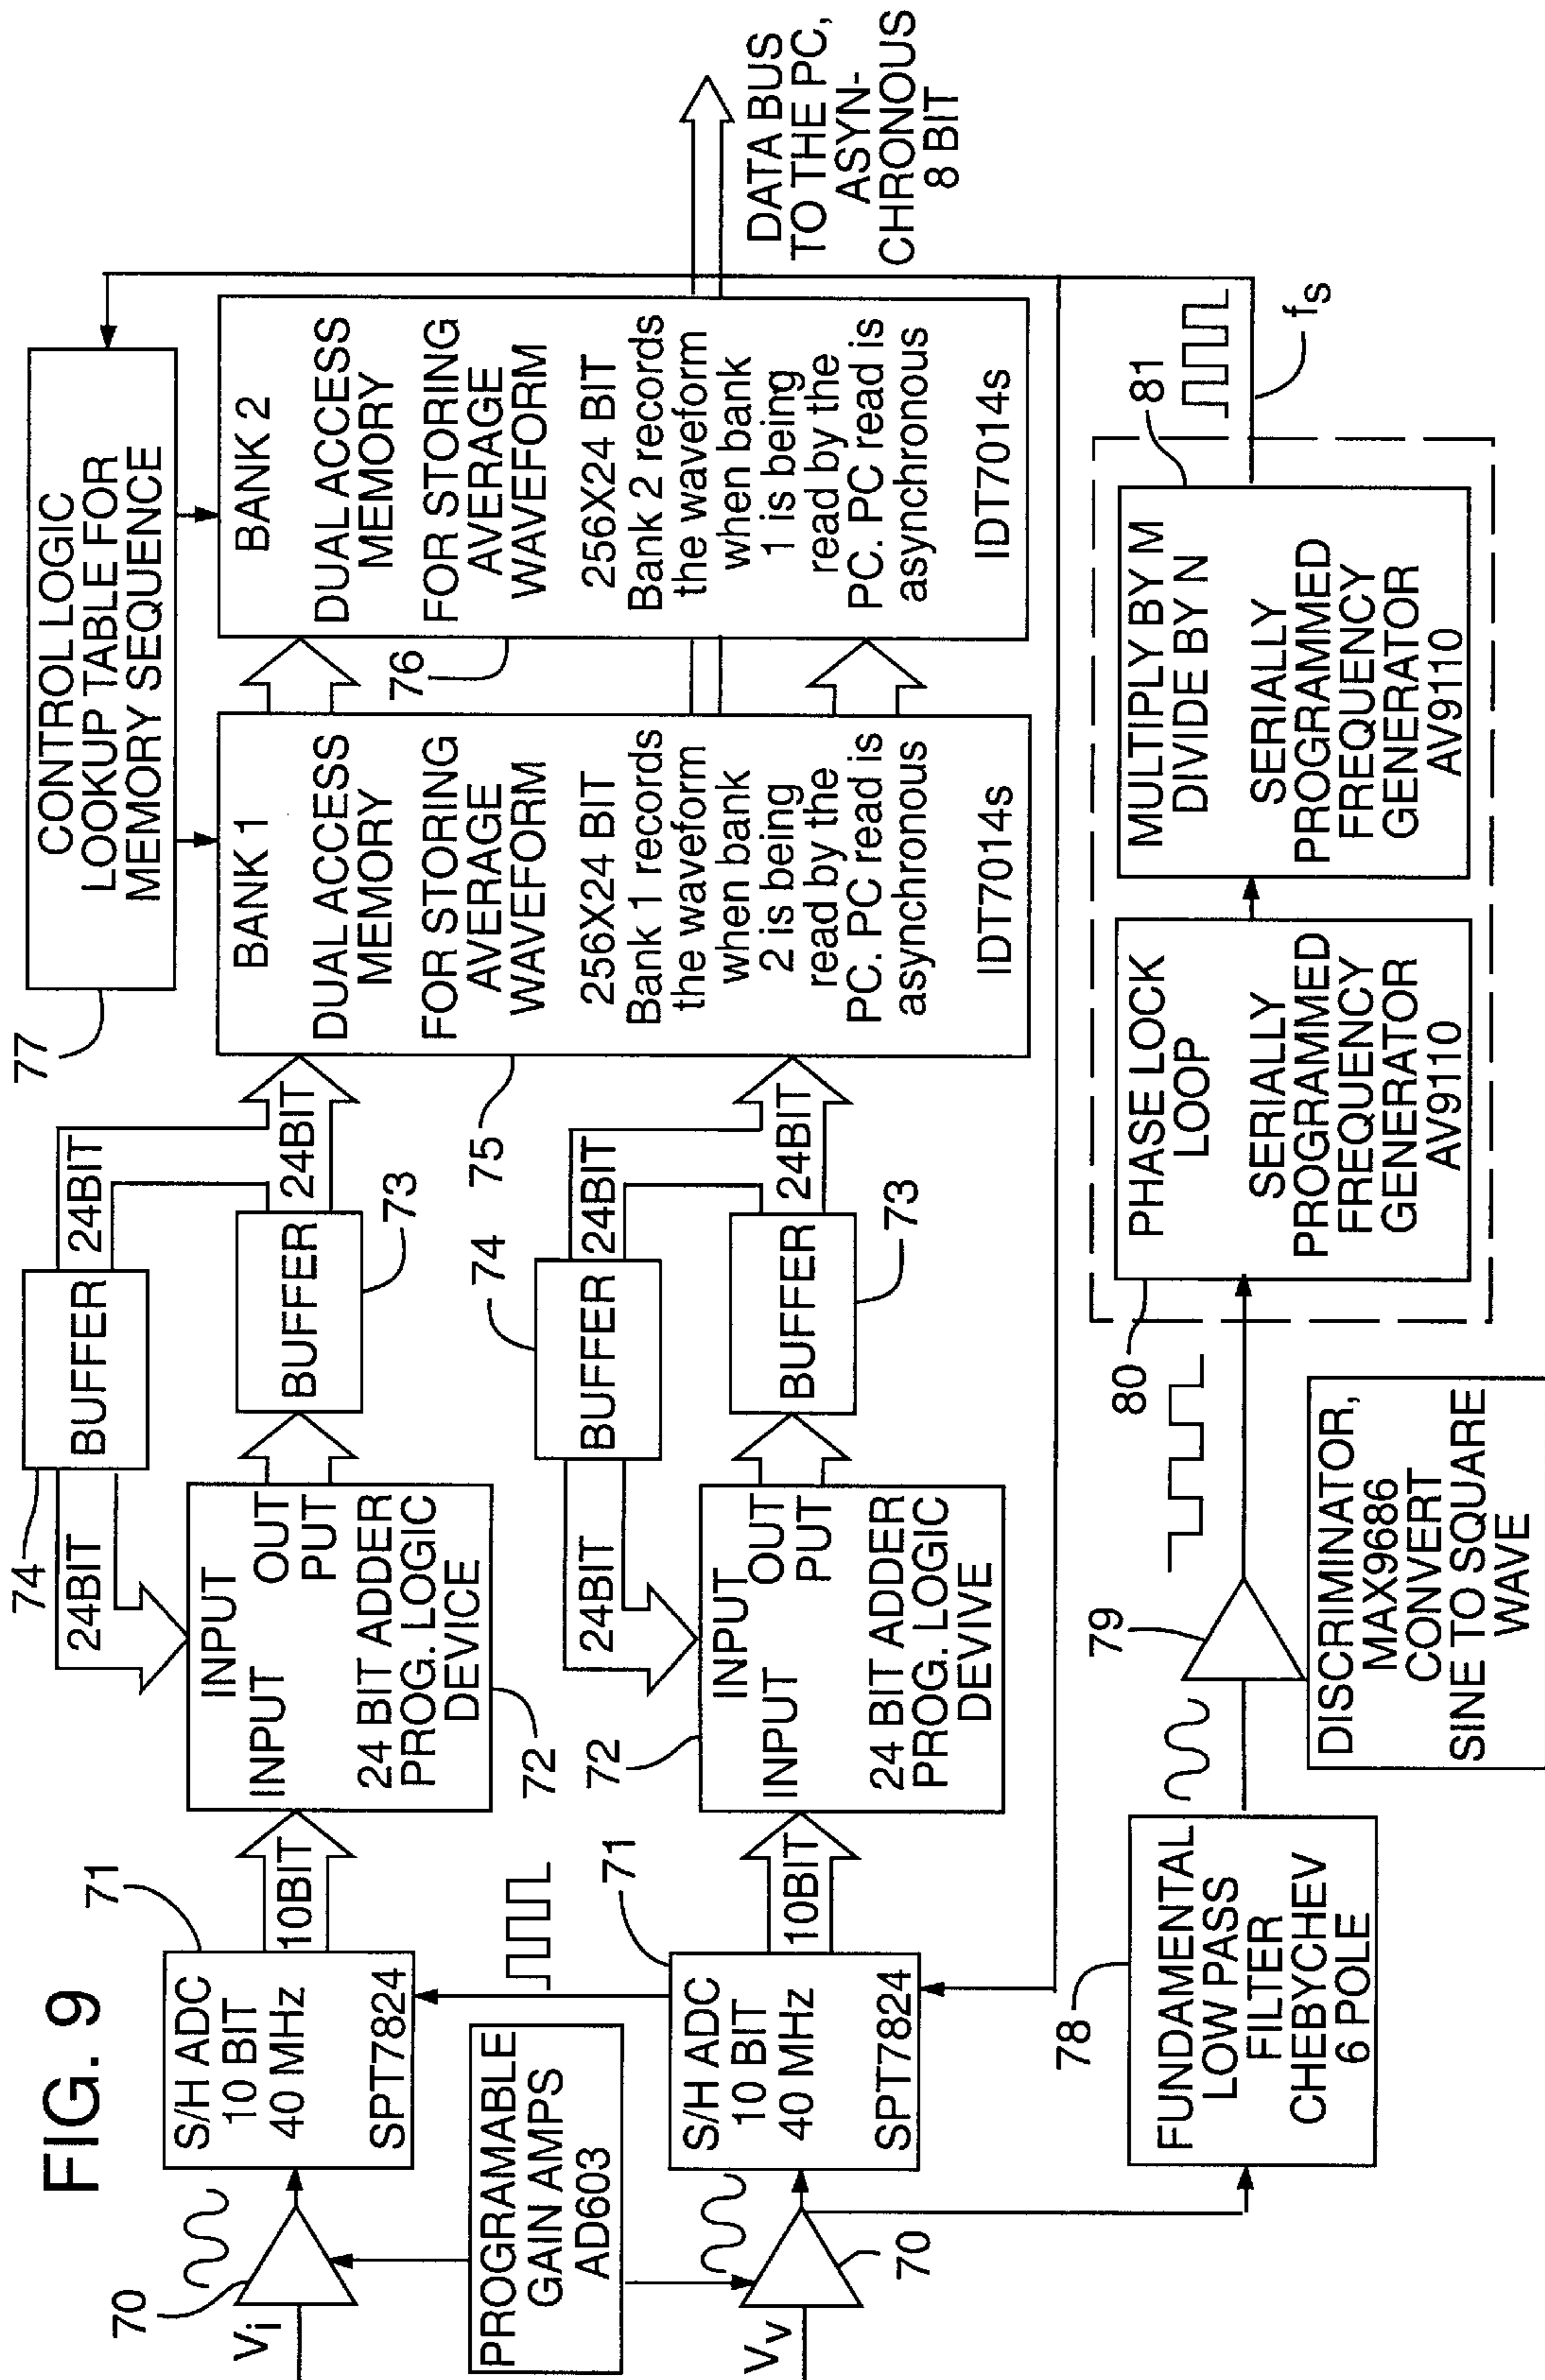 FIG. 9
70
Vi
PROGRAMABLE
GAIN AMPS
AD603
Vv
70
71
S/H ADC
10 BIT
40 MHz
SPT7824
10BIT
71
S/H ADC
10 BIT
40 MHz
SPT7824
10BIT
74
BUFFER
24BIT
24BIT
INPUT
INPUT
OUT
PUT
24 BIT ADDER
PROG. LOGIC
DEVICE
72
BUFFER
73
24BIT
74
BUFFER
24BIT
24BIT
72
INPUT
INPUT
OUT
PUT
24 BIT ADDER
PROG. LOGIC
DEVIVE
BUFFER
73
24BIT
77
CONTROL LOGIC
LOOKUP TABLE FOR
MEMORY SEQUENCE
75
BANK 1
DUAL ACCESS
MEMORY
FOR STORING
AVERAGE
WAVEFORM
256X24 BIT
Bank 1 records
the waveform
when bank
2 is being
read by the
PC. PC read is
asynchronous
IDT7014s
76
BANK 2
DUAL ACCESS
MEMORY
FOR STORING
AVERAGE
WAVEFORM
256X24 BIT
Bank 2 records
the waveform
when bank
1 is being
read by the
PC. PC read is
asynchronous
IDT7014s
DATA BUS
TO THE PC,
ASYN-
CHRONOUS
8 BIT
78
FUNDAMENTAL
LOW PASS
FILTER
CHEBYCHEV
6 POLE
79
DISCRIMINATOR,
MAX9686
CONVERT
SINE TO SQUARE
WAVE
80
PHASE LOCK
LOOP
SERIALLY
PROGRAMMED
FREQUENCY
GENERATOR
AV9110
81
MULTIPLY BY M
DIVIDE BY N
SERIALLY
PROGRAMMED
FREQUENCY
GENERATOR
AV9110
fs